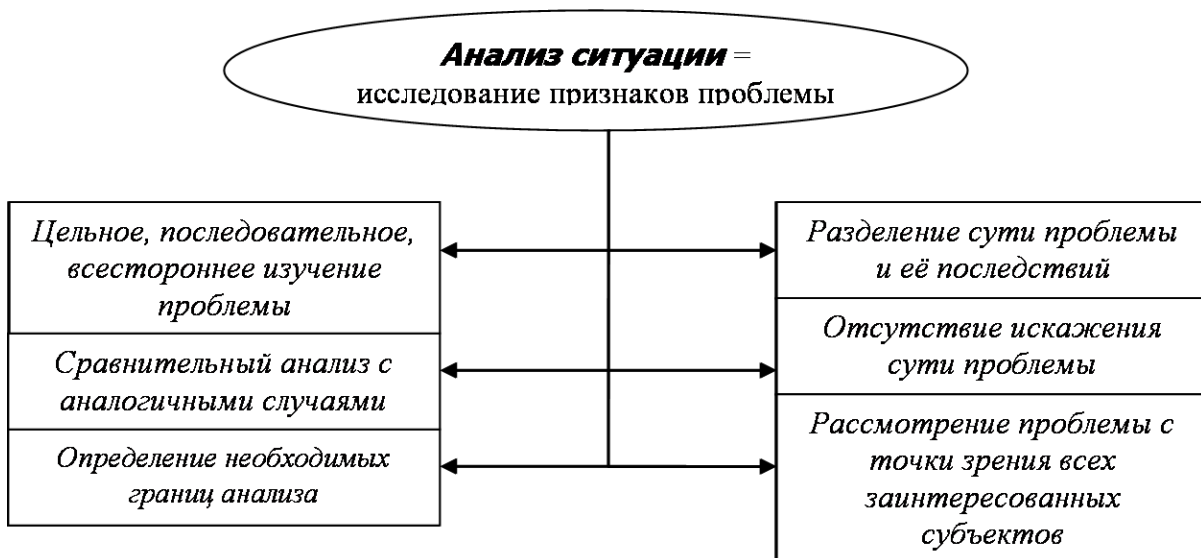 Анализ ситуации =
исследование признаков проблемы
Цельное, последовательное,
всестороннее изучение
проблемы
Сравнительный анализ с
аналогичными случаями
Определение необходимых
границ анализа
Разделение сути проблемы
и её последствий
Отсутствие искажения
сути проблемы
Рассмотрение проблемы с
точки зрения всех
заинтересованных
субъектов